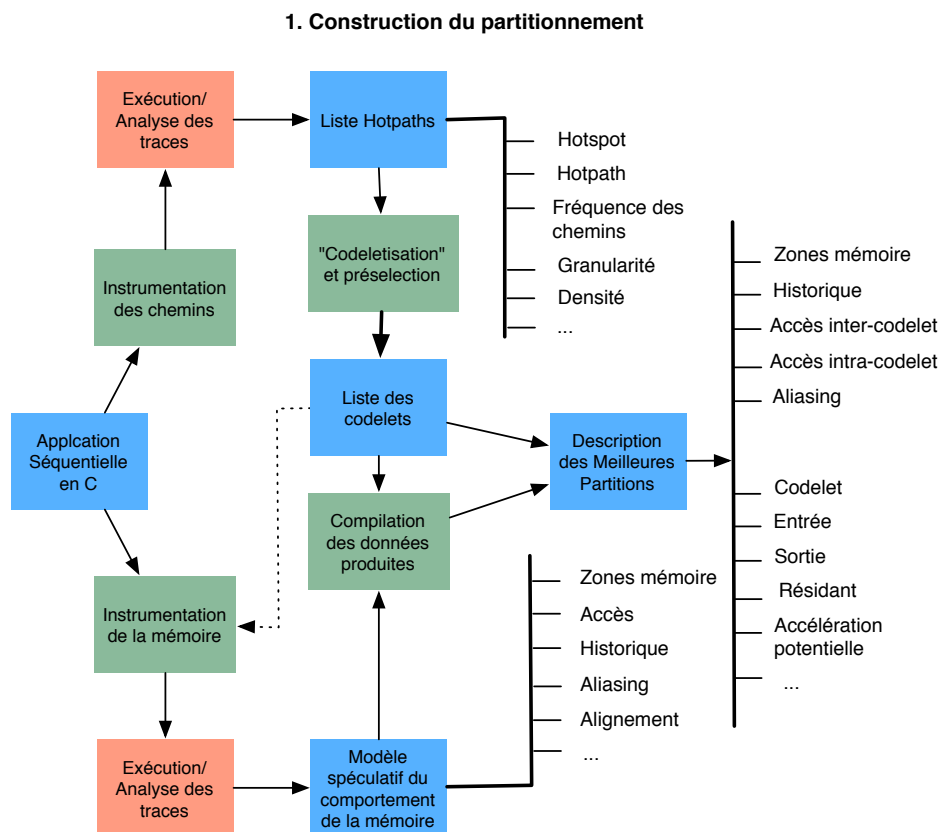 1. Construction du partitionnement
Exécution/
Analyse des
traces
Liste Hotpaths
Hotspot
Hotpath
Fréquence des
chemins
Granularité
Densité
...
"Codeletisation"
et préselection
Instrumentation
des chemins
Zones mémoire
Historique
Accès inter-codelet
Accès intra-codelet
Aliasing
Codelet
Entrée
Sortie
Résidant
Accélération
potentielle
...
Liste des
codelets
Applcation
Séquentielle
en C
Description
des Meilleures
Partitions
Compilation
des données
produites
Instrumentation
de la mémoire
Zones mémoire
Accès
Historique
Aliasing
Alignement
...
Exécution/
Analyse des
traces
Modèle
spéculatif du
comportement
de la mémoire